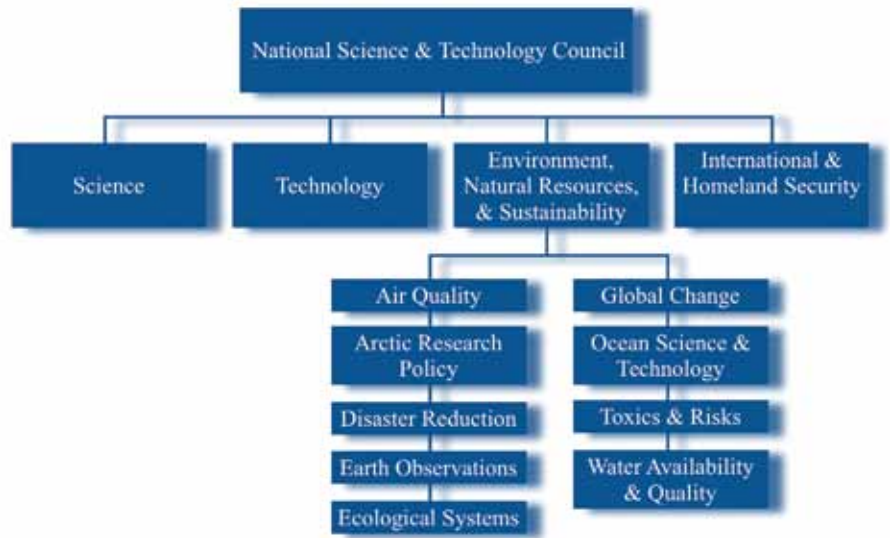 National Science & Technology Council
Science
Technology
Environment,
Natural Resources,
& Sustainability
International &
Homeland Security
Air Quality
Arctic Research
Policy
Disaster Reduction
Earth Observations
Ecological Systems
Global Change
Ocean Science &
Technology
Toxics & Risks
Water Availability
& Quality